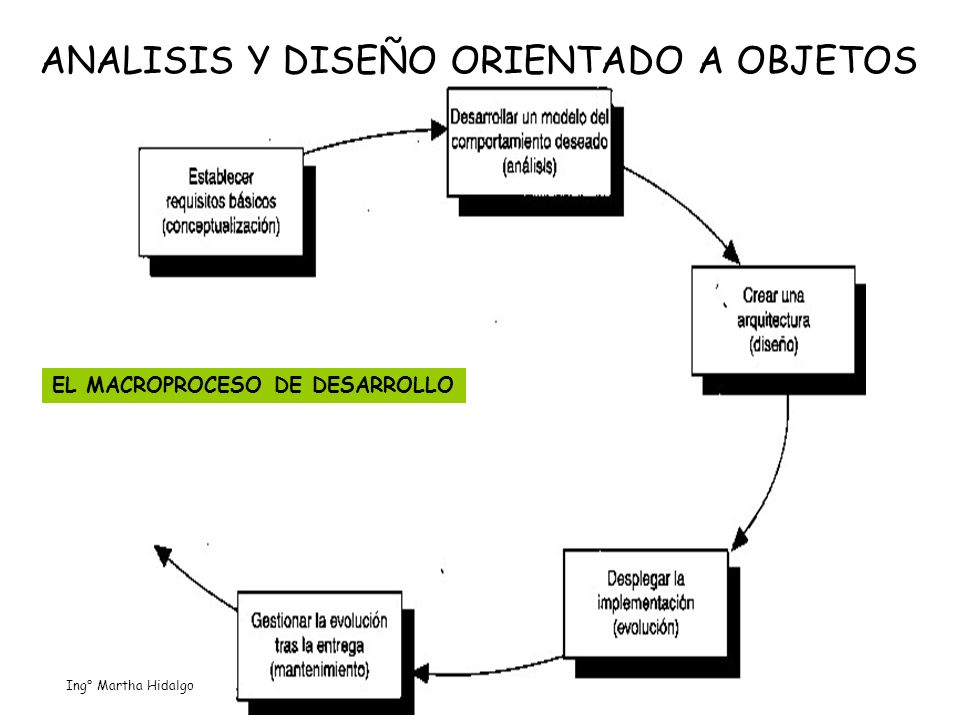 ANALISIS Y DISEÑO ORIENTADO A OBJETOS
Establecer
requisitos básicos
(conceptualización)
Desarrollar un modelo del
comportamiento deseado
(análisis)
Crear una
arquitectura
(diseño)
EL MACROPROCESO DE DESARROLLO
Desplegar la
implementación
(evolución)
Gestionar la evolución
tras la entrega
(mantenimiento)
Ing° Martha Hidalgo